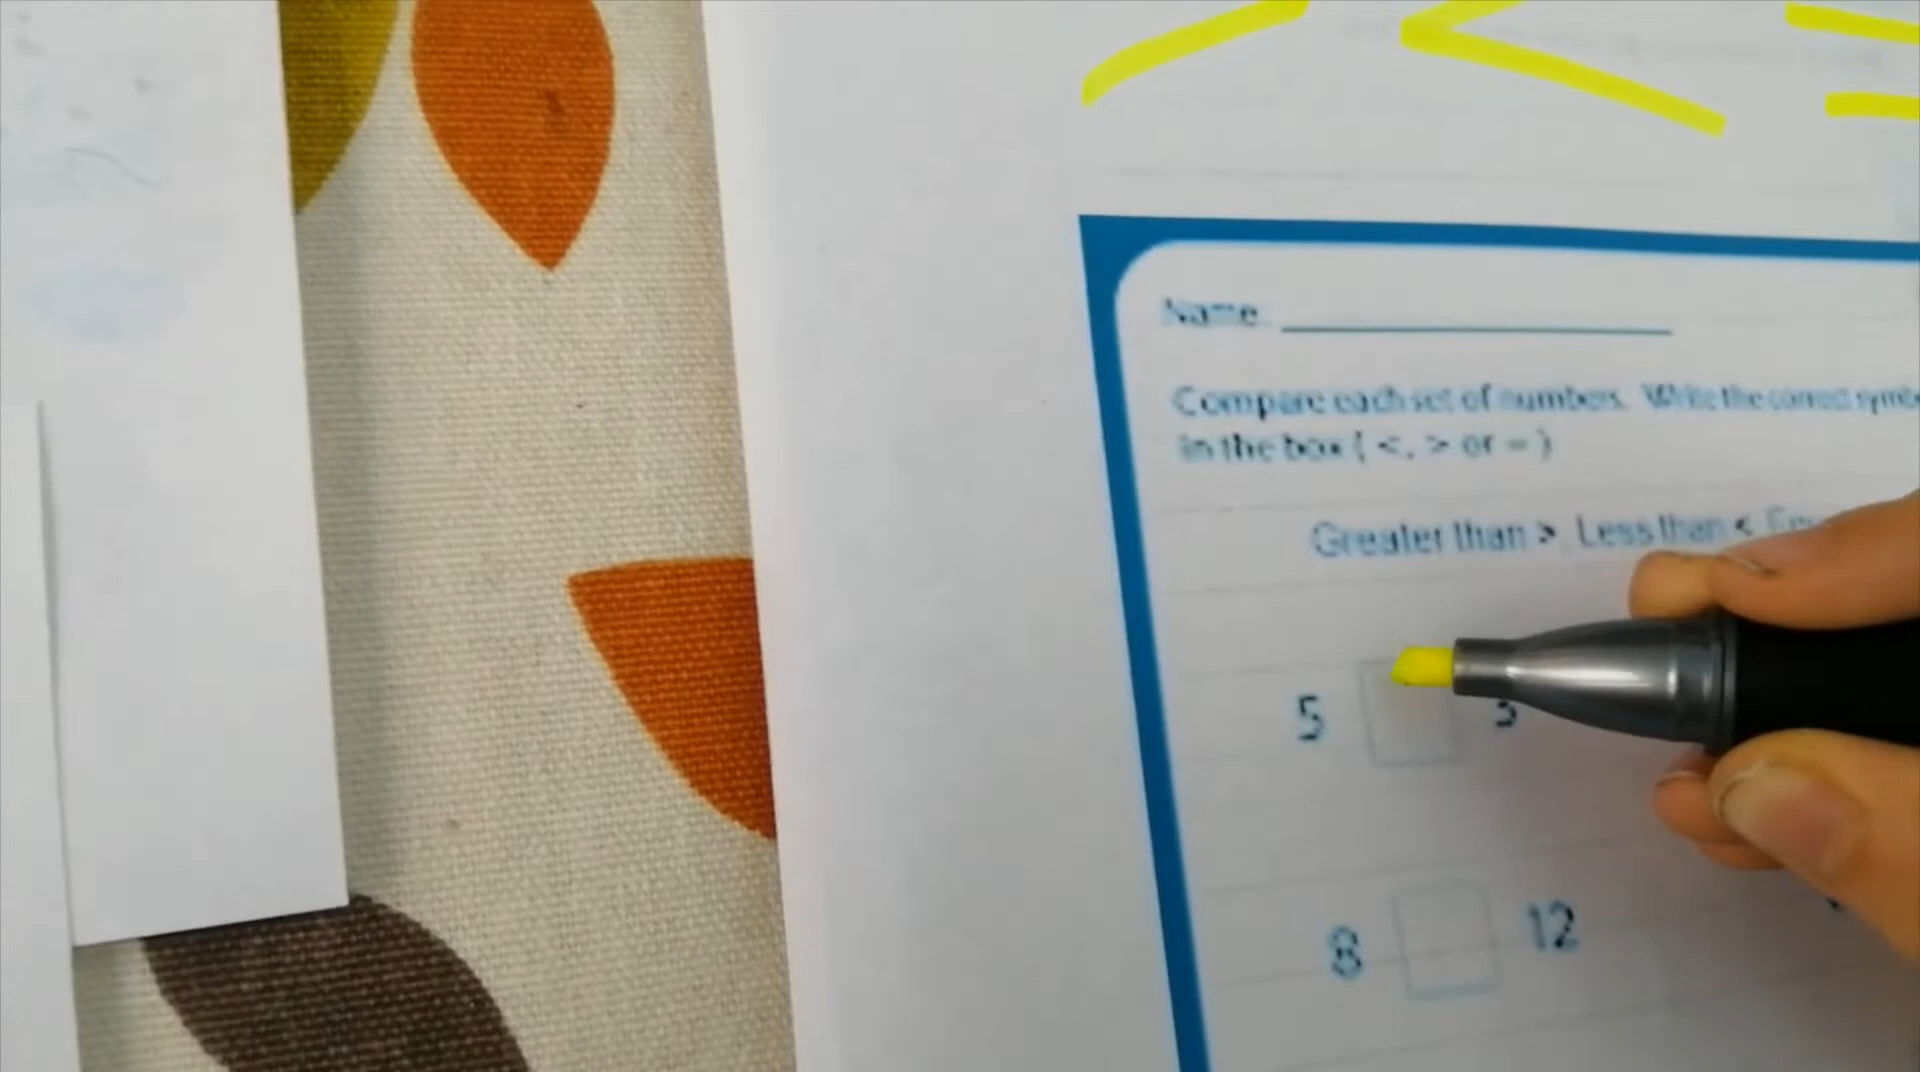 <
=
Name:
Compare each set of numbers. Write the correct
in the box ( <, > or = )
Greater than > Less than <
5
8 12